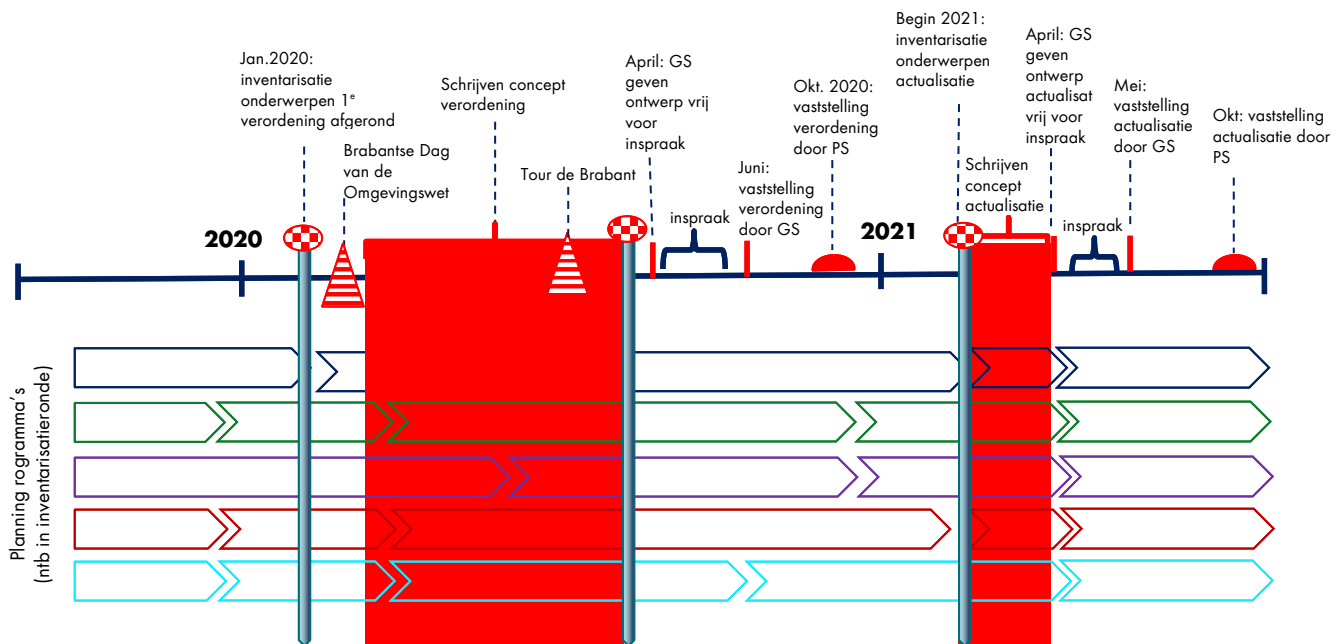 Jan.2020:
inventarisatie
onderwerpen 1e
verordening afgerond
Brabantse Dag
van de
Omgevingswet
Schrijven concept
verordening
Tour de Brabant
April: GS
geven
ontwerp vrij
voor
inspraak
inspraak
Juni:
vaststelling
verordening
door GS
Okt. 2020:
vaststelling
verordening
door PS
Begin 2021:
inventarisatie
onderwerpen
actualisatie
Schrijven
concept
actualisatie
April: GS
geven
ontwerp
actualisat
vrij voor
inspraak
inspraak
Mei:
vaststelling
actualisatie
door GS
Okt: vaststelling
actualisatie door
PS
2020
2021
Planning rogramma's
(ntb in inventarisatieronde)